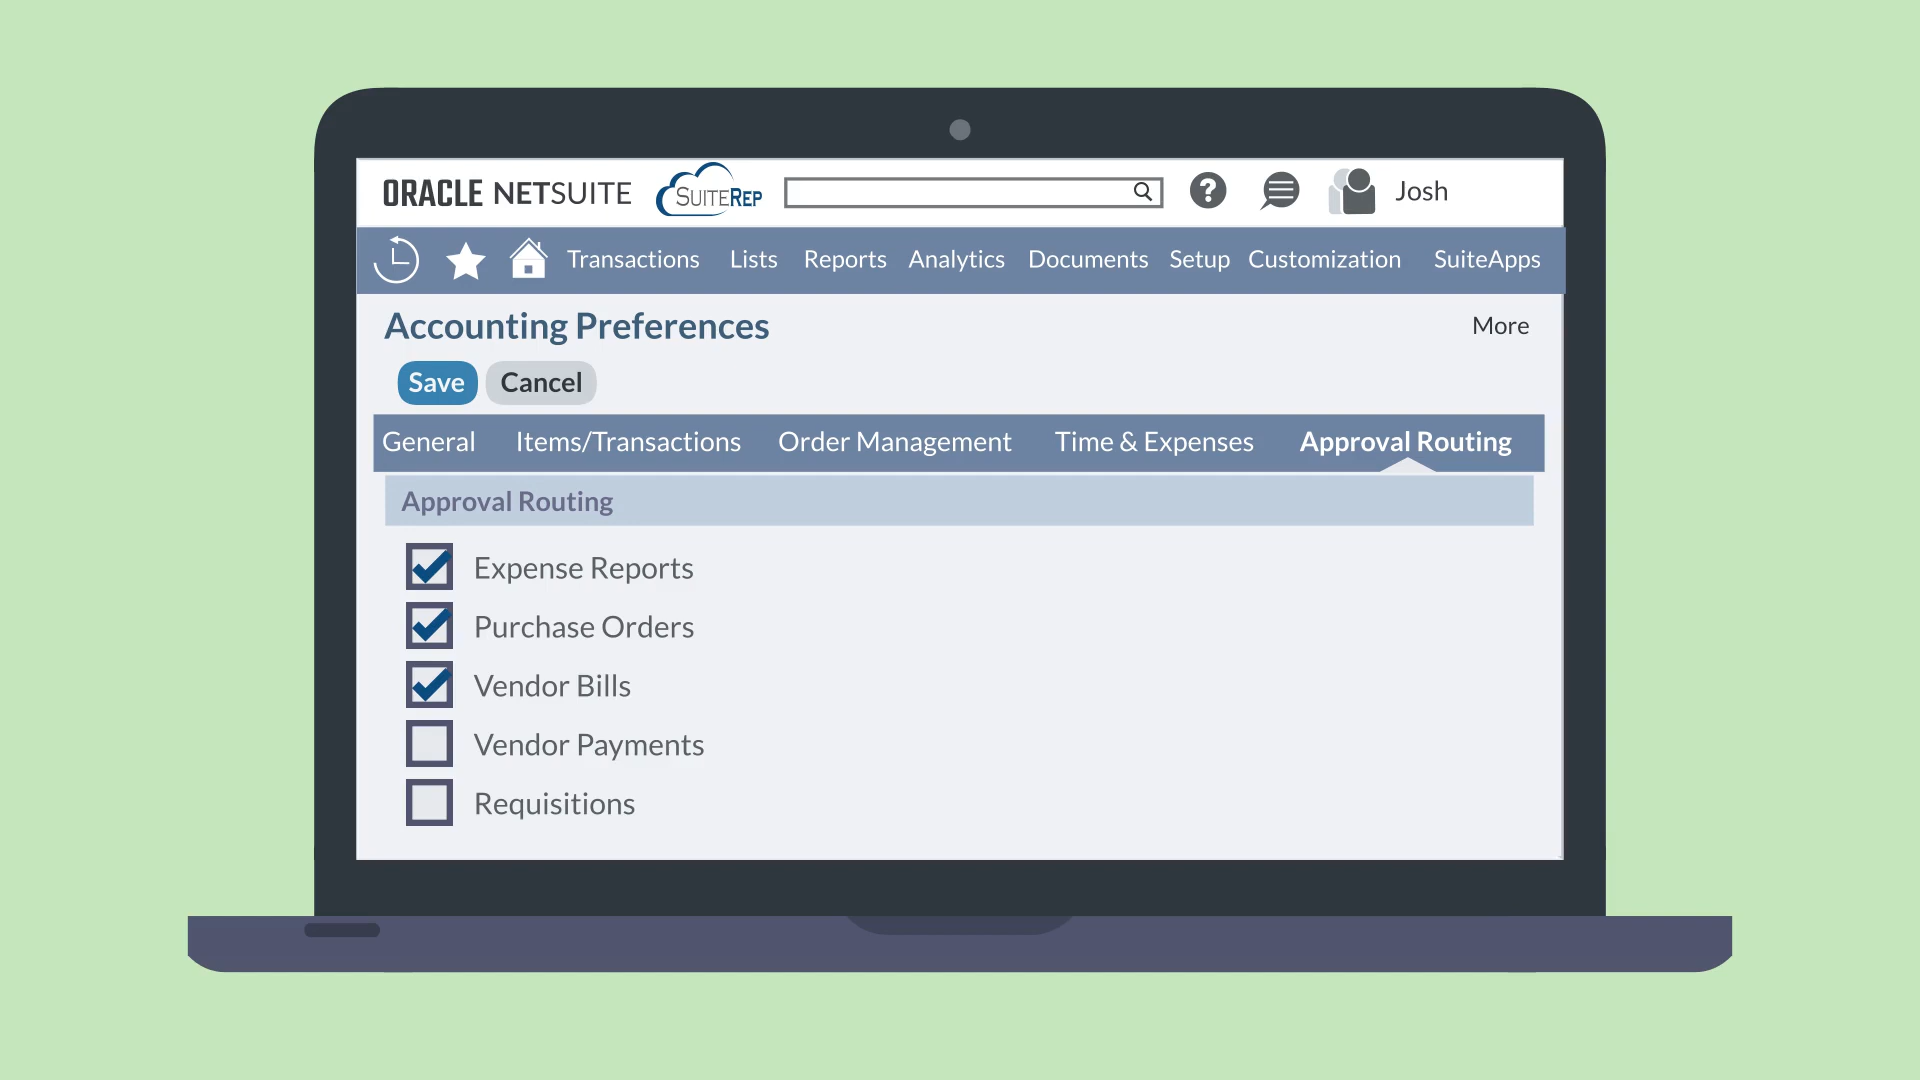 ORACLE NETSUITE SUITEREP Josh
Transactions Lists Reports Analytics Documents Setup Customization SuiteApps
Accounting Preferences More
Save Cancel
General Items/Transactions Order Management Time & Expenses Approval Routing
Approval Routing
Expense Reports
Purchase Orders
Vendor Bills
Vendor Payments
Requisitions